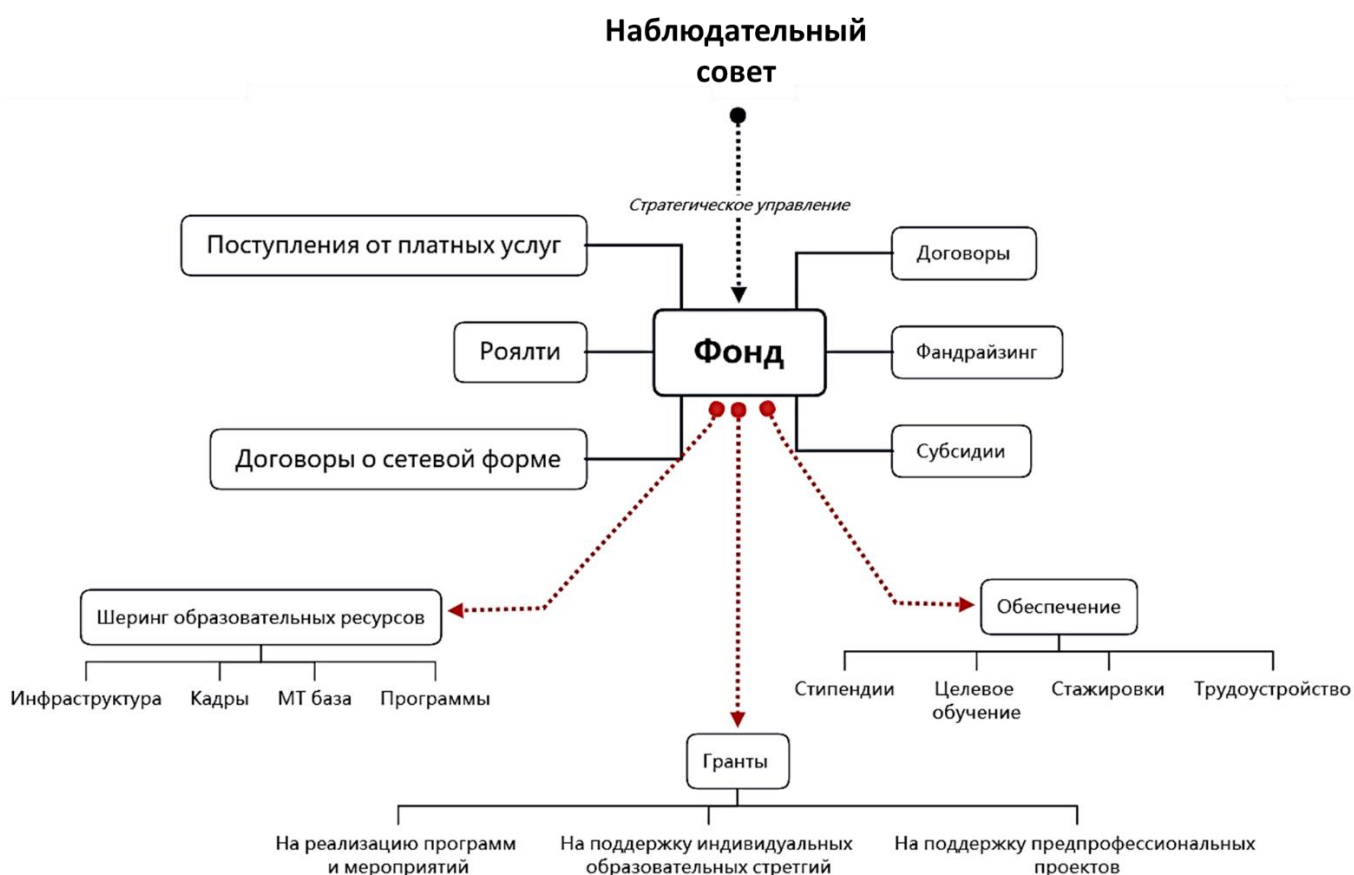 Наблюдательный
совет
Стратегическое управление
Поступления от платных услуг
Договоры
Роялти
Фонд
Фандрайзинг
Договоры о сетевой форме
Субсидии
Шеринг образовательных ресурсов
Обеспечение
Инфраструктура
Кадры
МТ база
Программы
Стипендии
Целевое
обучение
Стажировки
Трудоустройство
Гранты
На реализацию программ
и мероприятий
На поддержку индивидуальных
образовательных стретгий
На поддержку предпрофессиональных
проектов